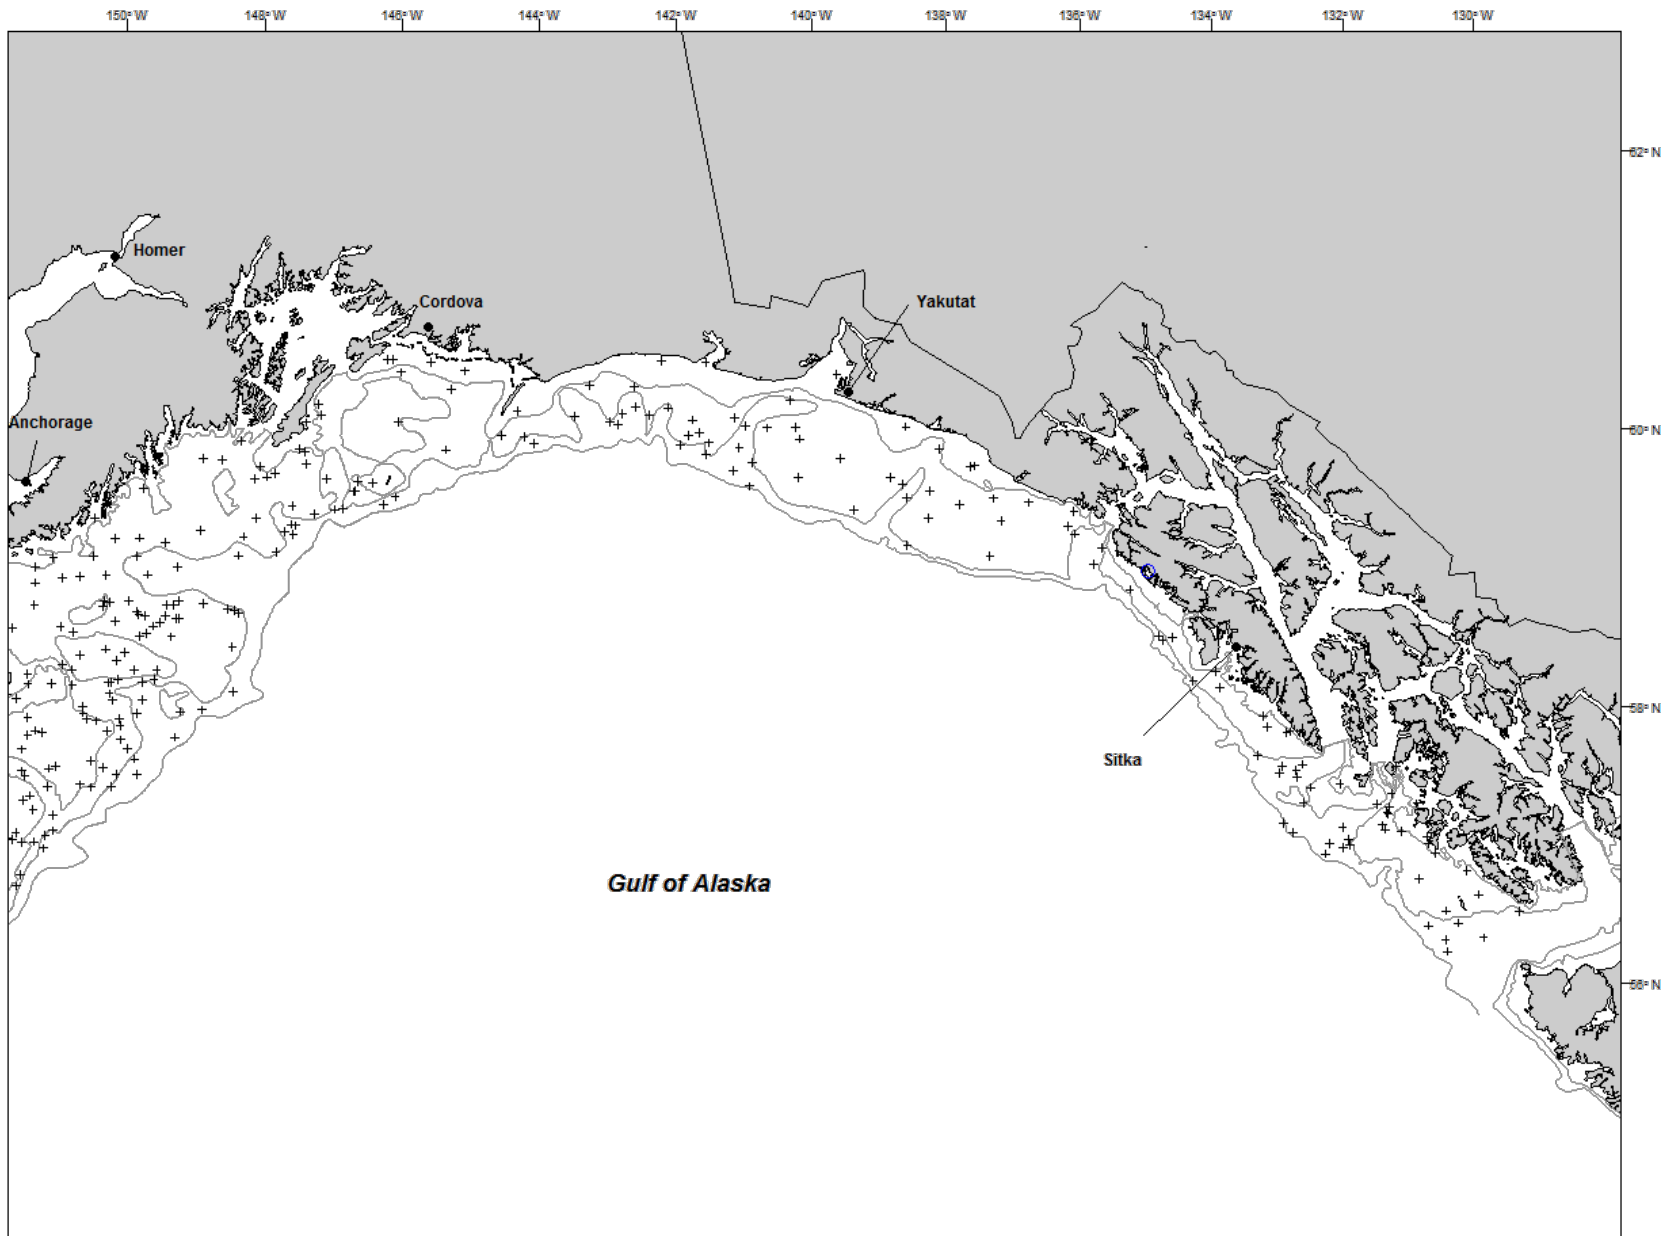 150° W 148° W 146° W 144° W 142° W 140° W 138° W 136° W 134° W 132° W 130° W
62° N
Homer
Cordova
Yakutat
Anchorage
60° N
58° N
Sitka
Gulf of Alaska
56° N